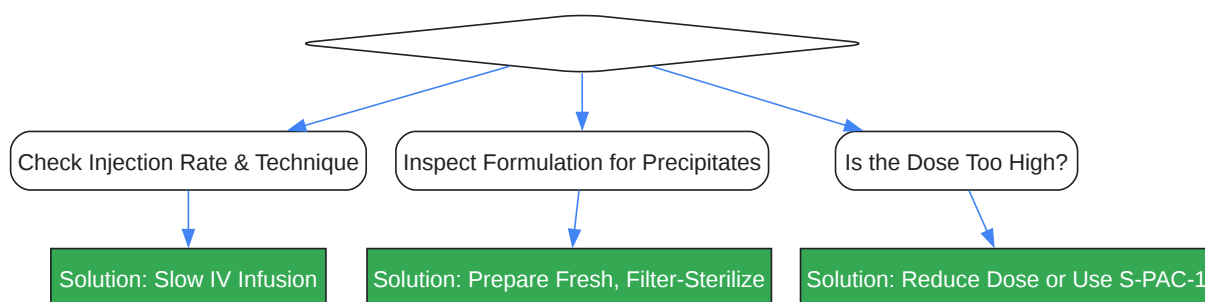 Check Injection Rate & Technique
Inspect Formulation for Precipitates
Is the Dose Too High?
Solution: Slow IV Infusion
Solution: Prepare Fresh, Filter-Sterilize
Solution: Reduce Dose or Use S-PAC-1